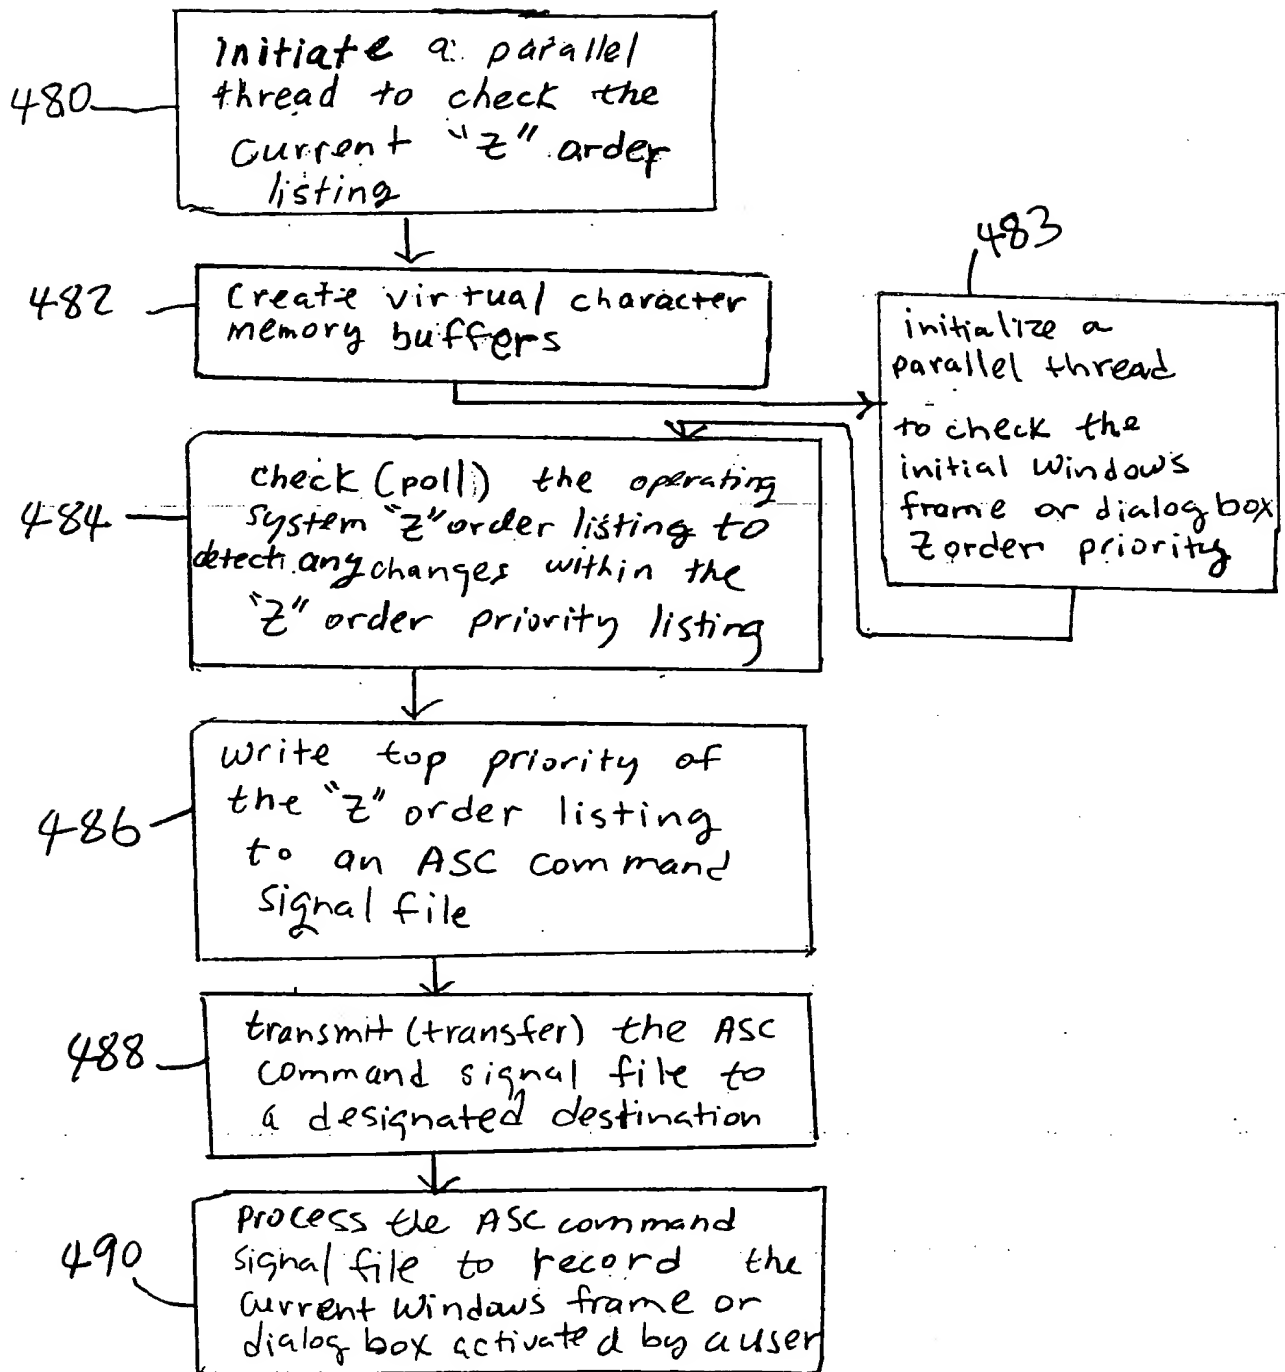 480
Initiate a parallel
thread to check the
current "Z" order
listing
482
Create virtual character
memory buffers
483
initialize a
parallel thread
to check the
initial Windows
frame or dialog box
Z order priority
484
check (poll) the operating
system "Z" order listing to
detect any changes within the
"Z" order priority listing
486
Write top priority of
the "Z" order listing
to an ASC command
signal file
488
transmit (transfer) the ASC
command signal file to
a designated destination
490
Process the ASC command
signal file to record the
current Windows frame or
dialog box activated by a user